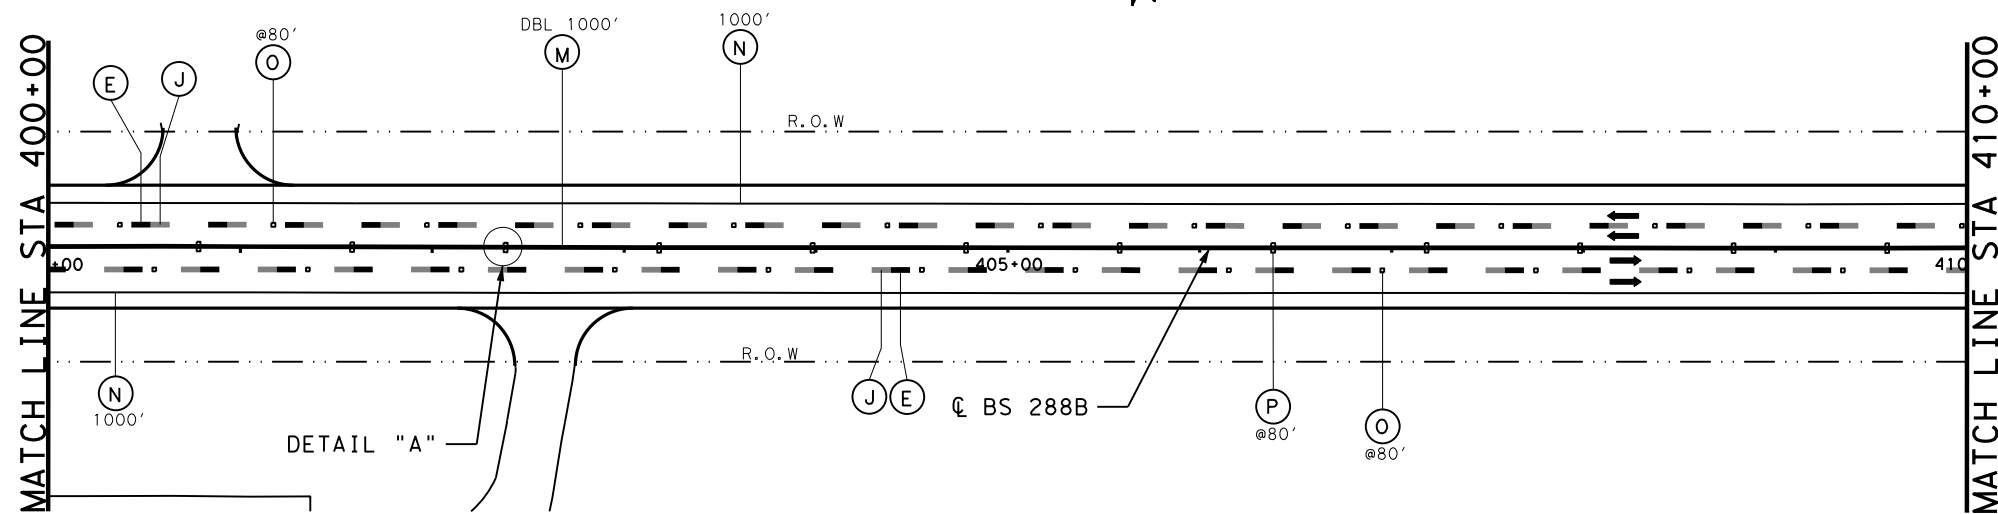 MATCH LINE STA 400+00
E
J
@80'
O
DBL 1000'
M
1000'
N
R.O.W
+00
405+00
410
R.O.W
N
1000'
DETAIL "A"
J
E
℄ BS 288B
P
@80'
O
@80'
MATCH LINE STA 410+00